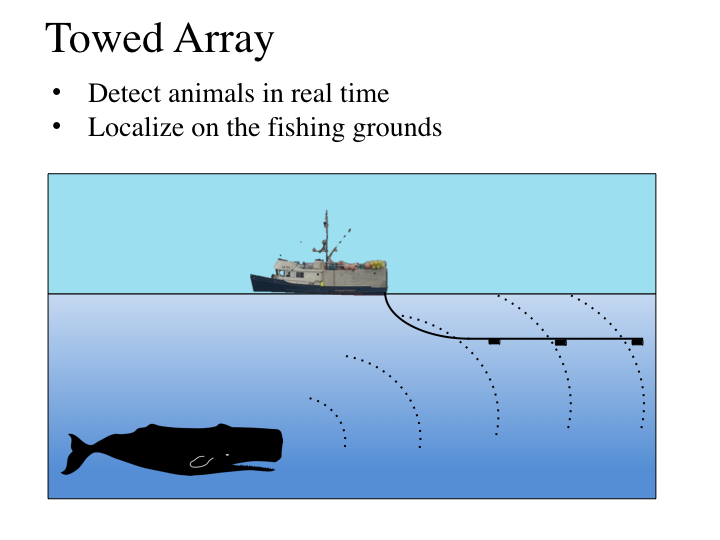 Towed Array
• Detect animals in real time
• Localize on the fishing grounds